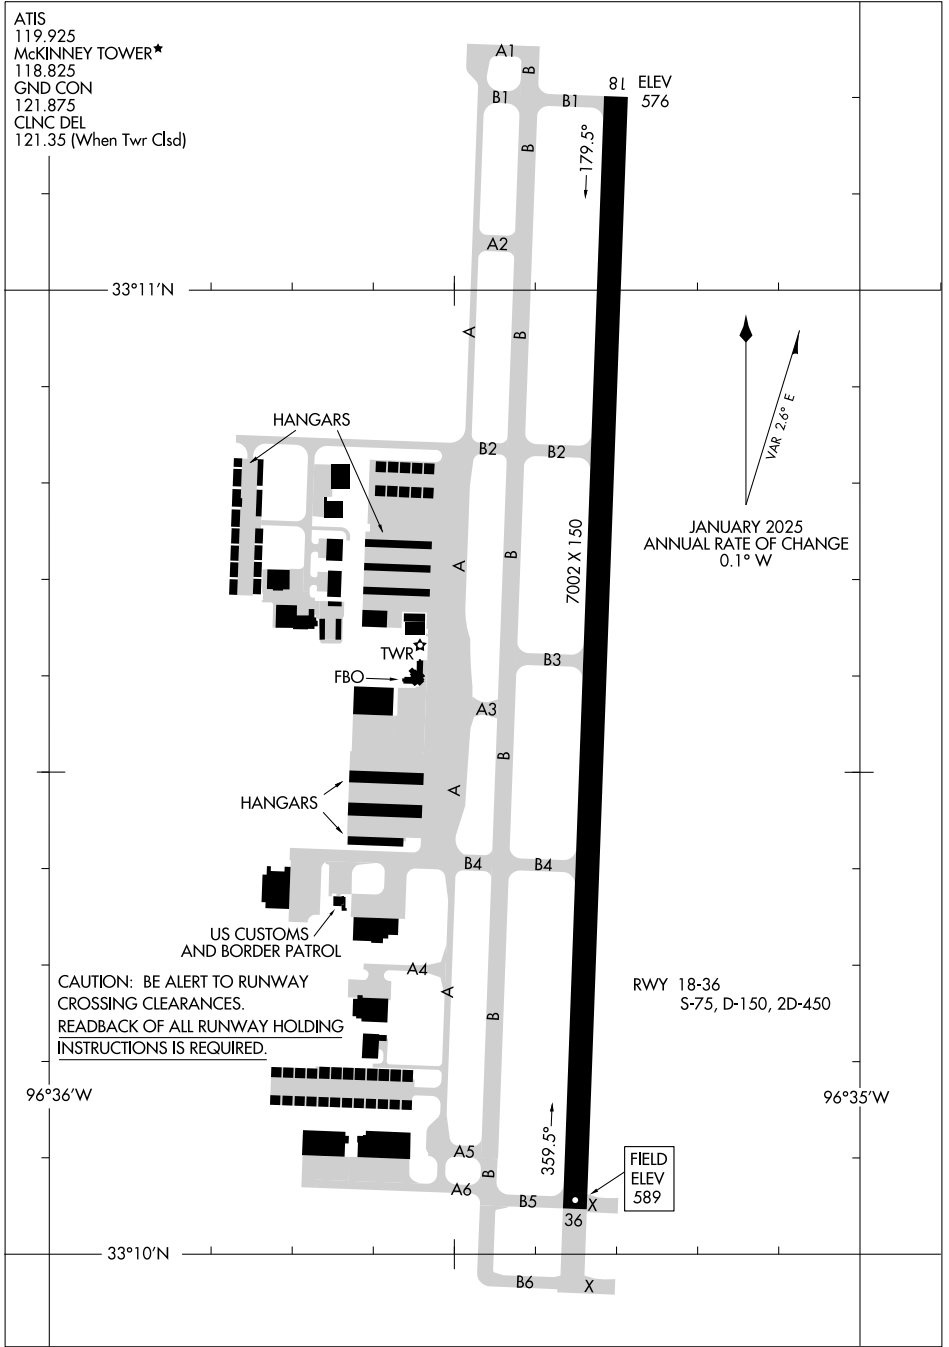 ATIS
119.925
McKINNEY TOWER★
118.825
GND CON
121.875
CLNC DEL
121.35 (When Twr Clsd)
A1
B
B1
B1
18
ELEV
576
179.5°
B
A2
33°11'N
A
B
VAR 2.6° E
HANGARS
B2
B2
JANUARY 2025
ANNUAL RATE OF CHANGE
0.1° W
7002 X 150
A
B
TWR
B3
FBO
A3
B
A
HANGARS
B4
B4
US CUSTOMS
AND BORDER PATROL
A4
CAUTION: BE ALERT TO RUNWAY
CROSSING CLEARANCES.
READBACK OF ALL RUNWAY HOLDING
INSTRUCTIONS IS REQUIRED.
A
B
RWY 18-36
S-75, D-150, 2D-450
96°36'W
96°35'W
359.5°
A5
B
A6
B5
X
FIELD
ELEV
589
36
33°10'N
B6
X